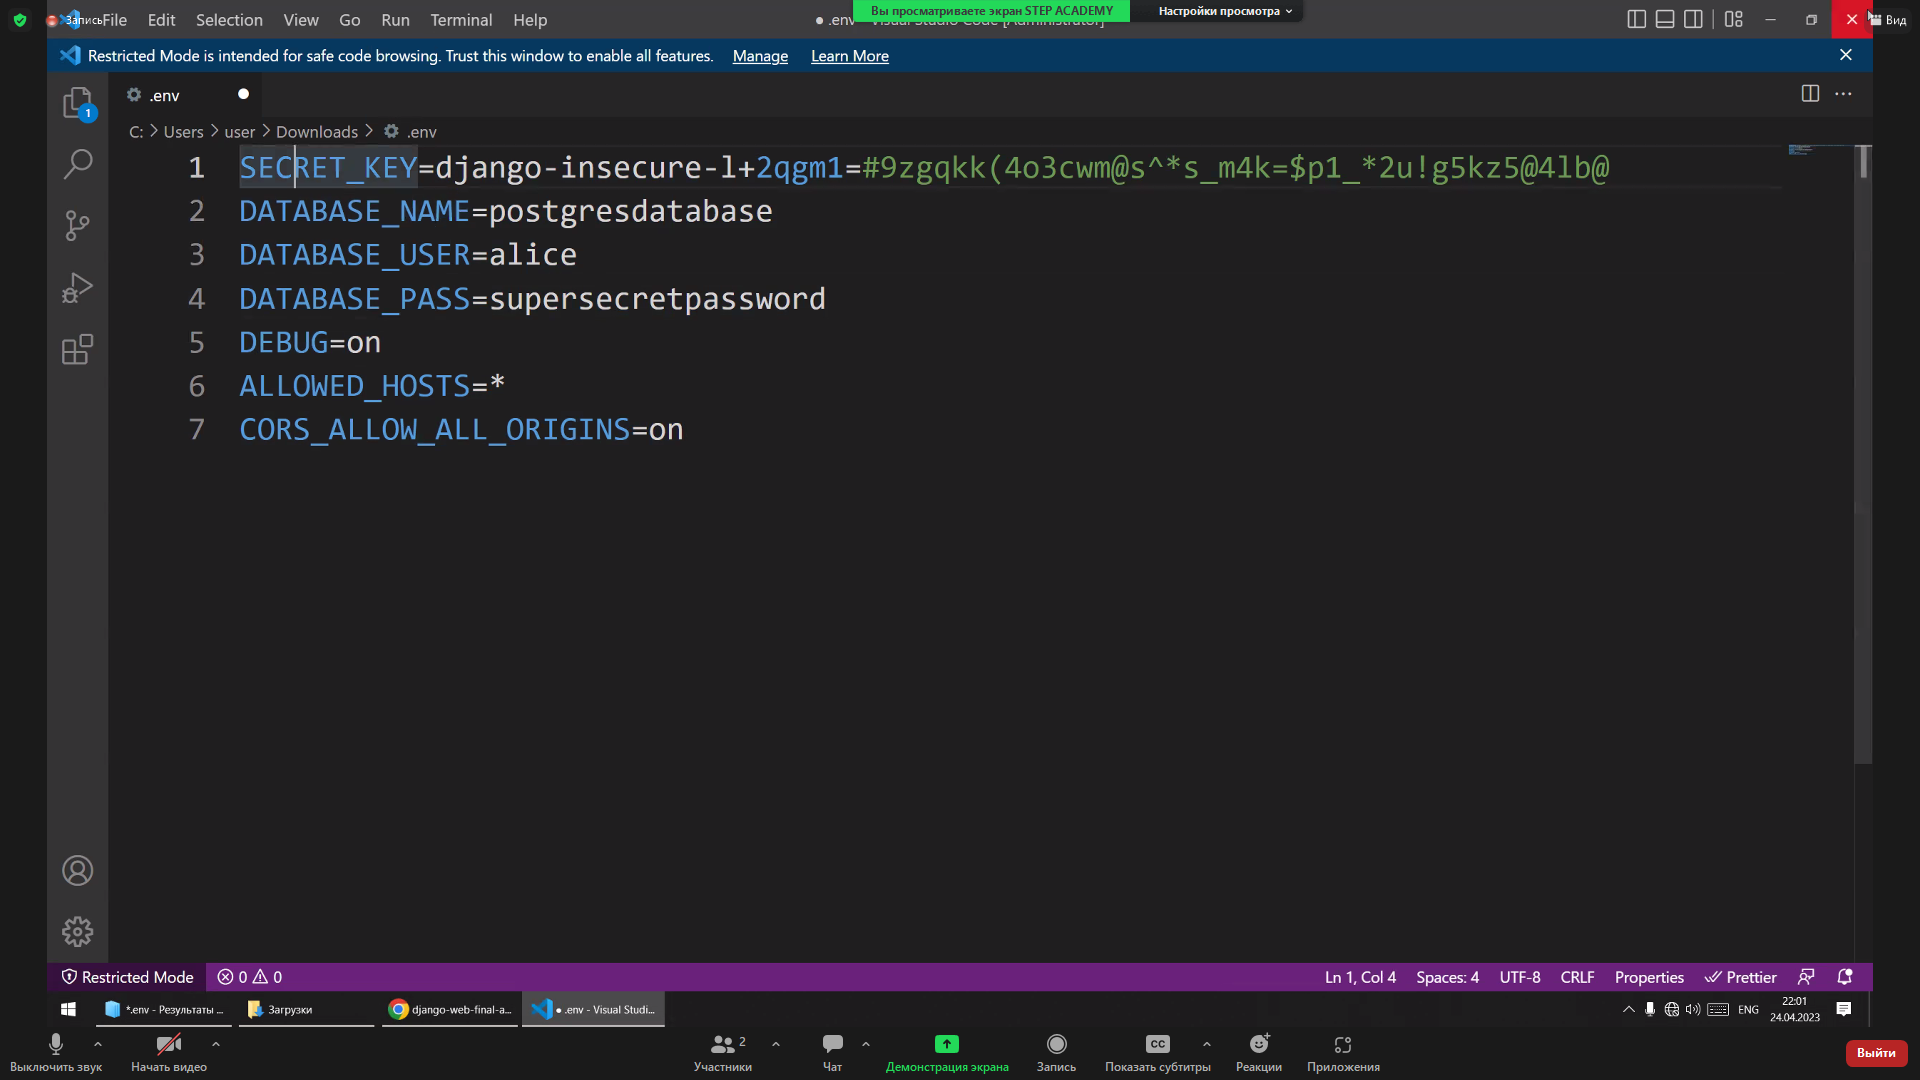 Запись File Edit Selection View Go Run Terminal Help
Вы просматриваете экран STEP ACADEMY Настройки просмотра
Вид
Restricted Mode is intended for safe code browsing. Trust this window to enable all features. Manage Learn More
1
.env
C: > Users > user > Downloads > .env
1 SECRET_KEY=django-insecure-l+2qgm1=#9zgqkk(4o3cwm@s^*s_m4k=$p1_*2u!g5kz5@4lb@
2 DATABASE_NAME=postgresdatabase
3 DATABASE_USER=alice
4 DATABASE_PASS=supersecretpassword
5 DEBUG=on
6 ALLOWED_HOSTS=*
7 CORS_ALLOW_ALL_ORIGINS=on
Restricted Mode 0 0 Ln 1, Col 4 Spaces: 4 UTF-8 CRLF Properties Prettier
*.env - Результаты ... Загрузки django-web-final-a... ● .env - Visual Studi... ENG 22:01
24.04.2023
2 CC
Выключить звук Начать видео Участники Чат Демонстрация экрана Запись Показать субтитры Реакции Приложения Выйти